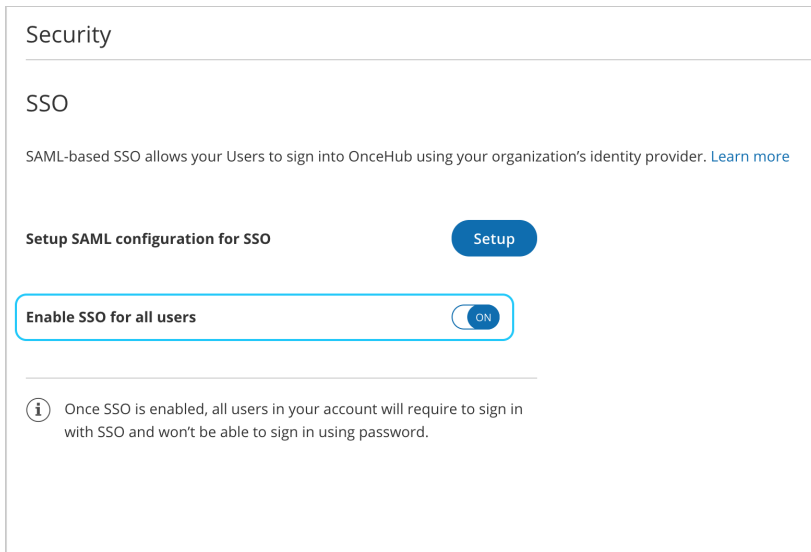 Security
SSO
SAML-based SSO allows your Users to sign into OnceHub using your organization’s identity provider. Learn more
Setup SAML configuration for SSO
Setup
Enable SSO for all users
ON
Once SSO is enabled, all users in your account will require to sign in
with SSO and won’t be able to sign in using password.